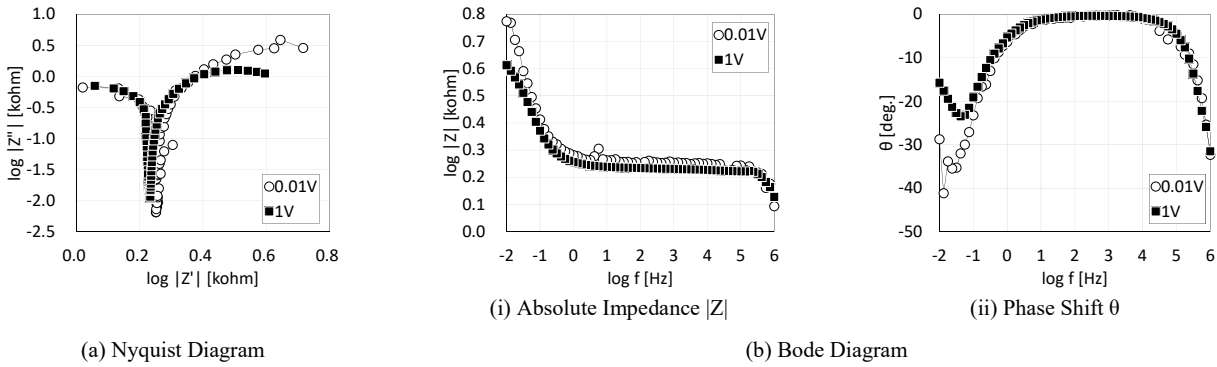 1.0
0.5
0.0
-0.5
-1.0
-1.5
-2.0
-2.5
log |Z"| [kohm]
0.0 0.2 0.4 0.6 0.8
log |Z'| [kohm]
0.01V
1V
(a) Nyquist Diagram
0.8
0.7
0.6
0.5
0.4
0.3
0.2
0.1
0.0
log |Z| [kohm]
-2 -1 0 1 2 3 4 5 6
log f [Hz]
0.01V
1V
(i) Absolute Impedance |Z|
0
-10
-20
-30
-40
-50
θ [deg.]
-2 -1 0 1 2 3 4 5 6
log f [Hz]
0.01V
1V
(ii) Phase Shift θ
(b) Bode Diagram